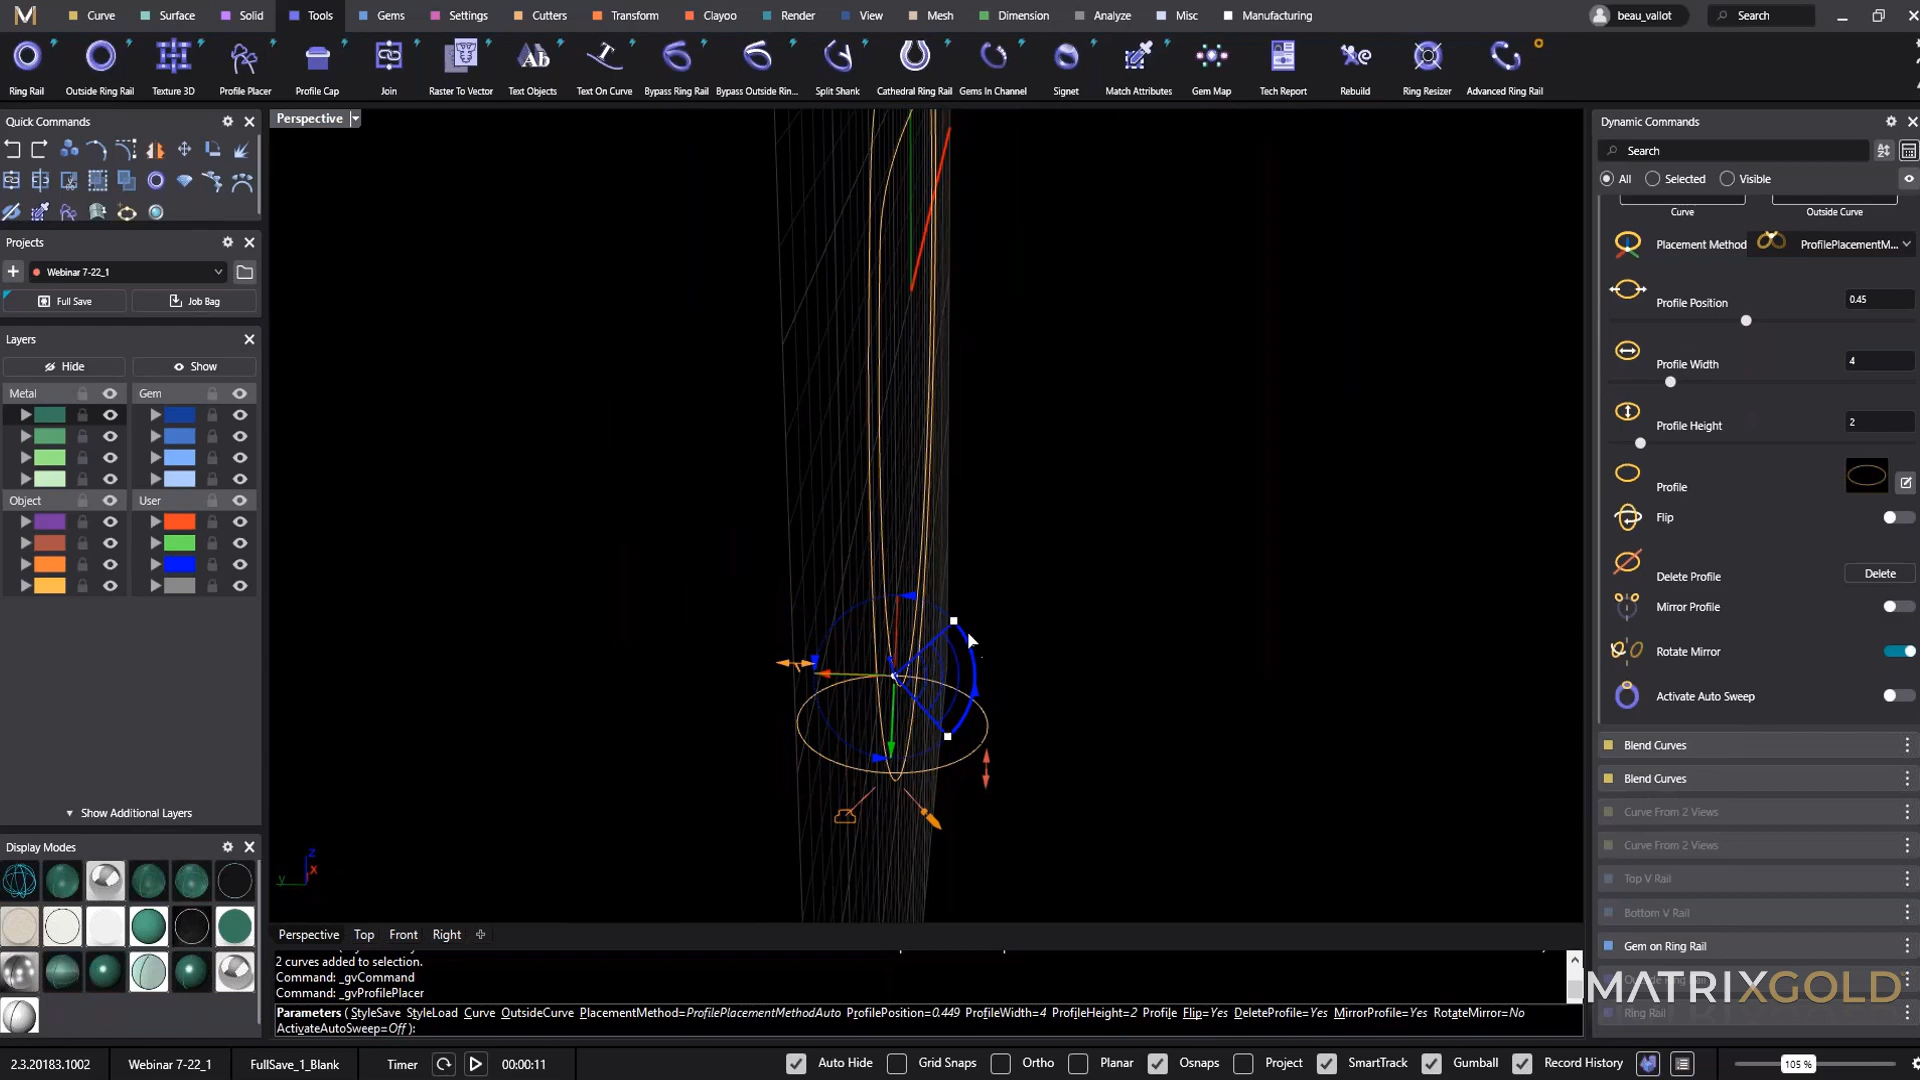 Curve Surface Solid Tools Gems Settings Cutters Transform Clayoo Render View Mesh Dimension Analyze Misc Manufacturing beau_vallot Search
Ring Rail Outside Ring Rail Texture 3D Profile Placer Profile Cap Join Raster To Vector Text Objects Text On Curve Bypass Ring Rail Bypass Outside Rin... Split Shank Cathedral Ring Rail Gems In Channel Signet Match Attributes Gem Map Tech Report Rebuild Ring Resizer Advanced Ring Rail
Quick Commands
Projects
Webinar 7-22_1
Full Save Job Bag
Layers
Hide Show
Metal Gem
Object User
Show Additional Layers
Display Modes
Perspective
z
y x
Perspective Top Front Right
2 curves added to selection.
Command: _gvCommand
Command: _gvProfilePlacer
Parameters ( StyleSave StyleLoad Curve OutsideCurve PlacementMethod=ProfilePlacementMethodAuto ProfilePosition=0.449 ProfileWidth=4 ProfileHeight=2 Profile Flip=Yes DeleteProfile=Yes MirrorProfile=Yes RotateMirror=No
ActivateAutoSweep=Off ):
Dynamic Commands
Search
All Selected Visible
Curve Outside Curve
Placement Method ProfilePlacementM...
Profile Position 0.45
Profile Width 4
Profile Height 2
Profile
Flip
Delete Profile Delete
Mirror Profile
Rotate Mirror
Activate Auto Sweep
Blend Curves
Blend Curves
Curve From 2 Views
Curve From 2 Views
Top V Rail
Bottom V Rail
Gem on Ring Rail
MATRIXGOLD
Ring Rail
2.3.20183.1002 Webinar 7-22_1 FullSave_1_Blank Timer 00:00:11 Auto Hide Grid Snaps Ortho Planar Osnaps Project SmartTrack Gumball Record History 105 %